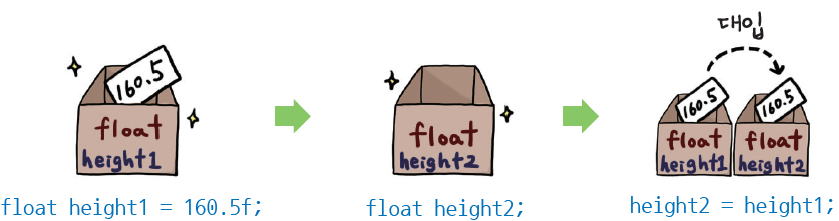 160.5
float
height1
float height1 = 160.5f;
float
height2
float height2;
대입
160.5
160.5
float
height1
float
height2
height2 = height1;